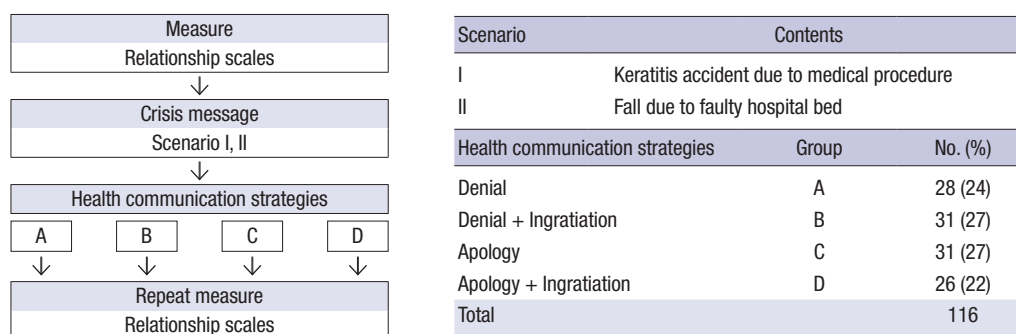 Measure
Relationship scales
Crisis message
Scenario I, II
Health communication strategies
A B C D
Repeat measure
Relationship scales
Scenario Contents
I Keratitis accident due to medical procedure
II Fall due to faulty hospital bed
Health communication strategies Group No. (%)
Denial A 28 (24)
Denial + Ingratiation B 31 (27)
Apology C 31 (27)
Apology + Ingratiation D 26 (22)
Total 116